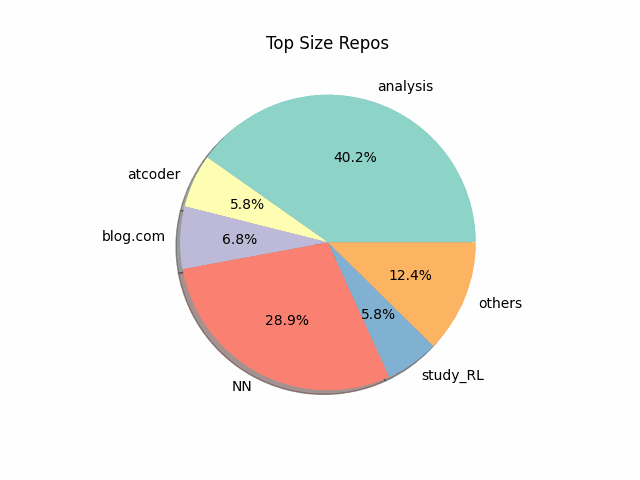 Top Size Repos
analysis
40.2%
atcoder
5.8%
blog.com
6.8%
NN
28.9%
study_RL
5.8%
others
12.4%